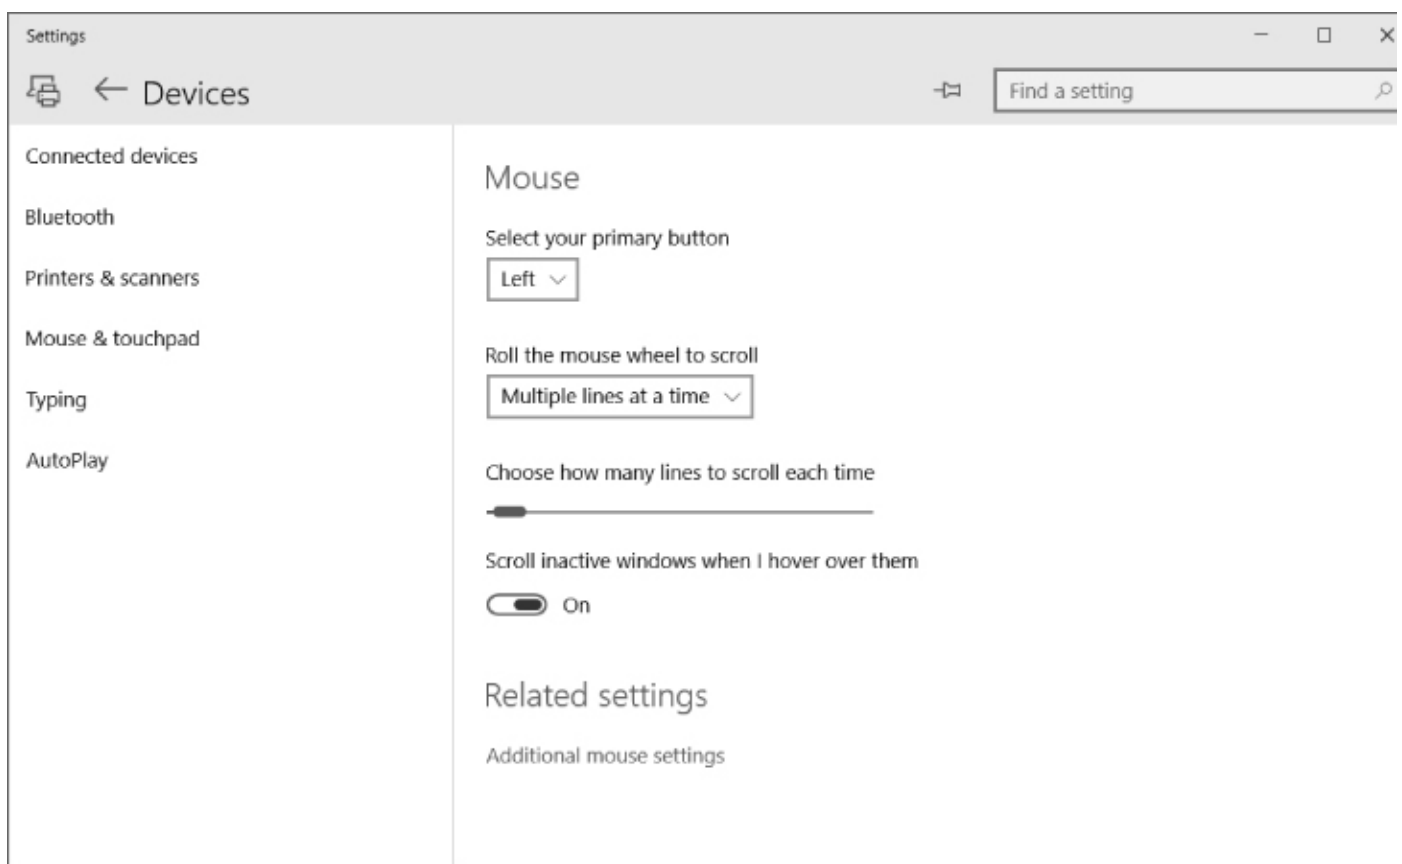 Settings
Devices
Find a setting
Connected devices
Bluetooth
Printers & scanners
Mouse & touchpad
Typing
AutoPlay
Mouse
Select your primary button
Left
Roll the mouse wheel to scroll
Multiple lines at a time
Choose how many lines to scroll each time
Scroll inactive windows when I hover over them
On
Related settings
Additional mouse settings